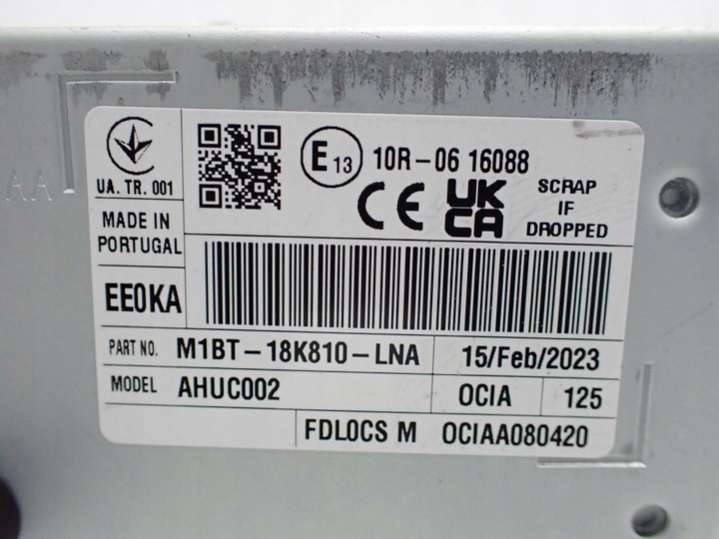 UA. TR. 001
MADE IN
PORTUGAL
EE0KA
E13 10R-06 16088
CE UK
CA
SCRAP
IF
DROPPED
PART NO. M1BT-18K810-LNA 15/Feb/2023
MODEL AHUC002 OCIA 125
FDL0CS M OCIAA080420
AA